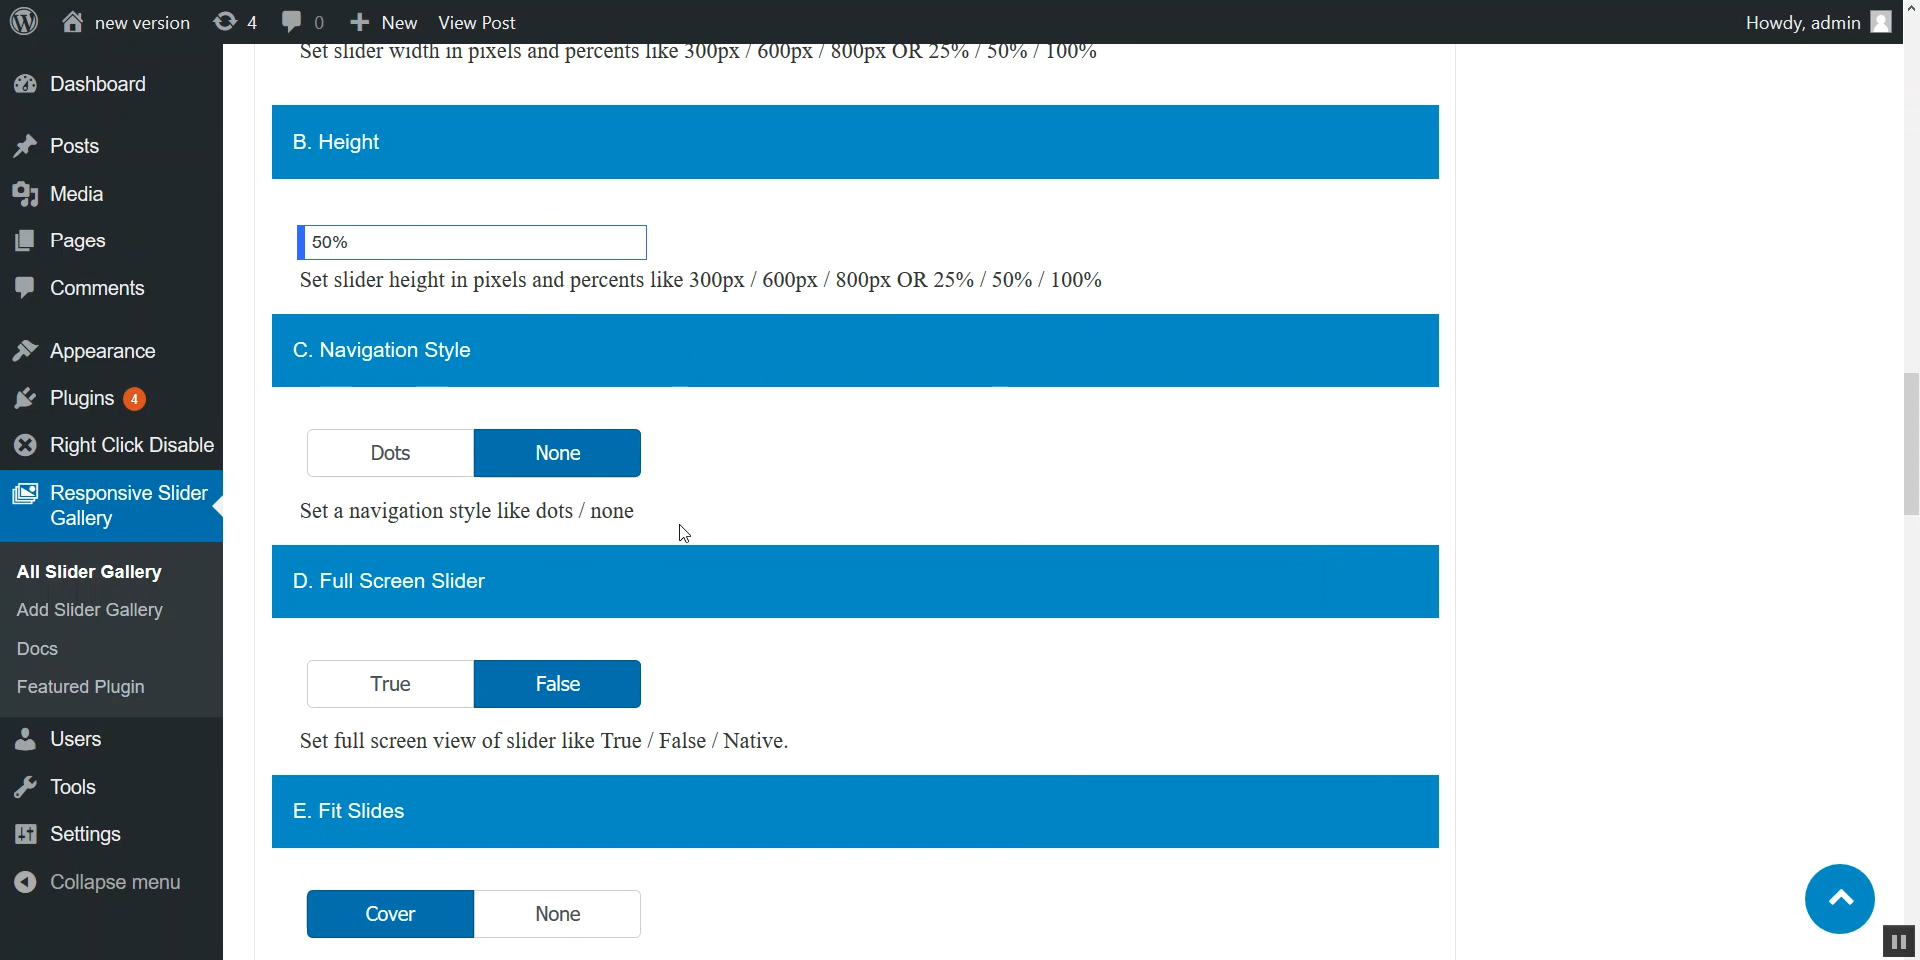 new version
4
0
New
View Post
Howdy, admin
Dashboard
Posts
Media
Pages
Comments
Appearance
Plugins 4
Right Click Disable
Responsive Slider
Gallery
All Slider Gallery
Add Slider Gallery
Docs
Featured Plugin
Users
Tools
Settings
Collapse menu
Set slider width in pixels and percents like 300px / 600px / 800px OR 25% / 50% / 100%
B. Height
50%
Set slider height in pixels and percents like 300px / 600px / 800px OR 25% / 50% / 100%
C. Navigation Style
Dots None
Set a navigation style like dots / none
D. Full Screen Slider
True False
Set full screen view of slider like True / False / Native.
E. Fit Slides
Cover None